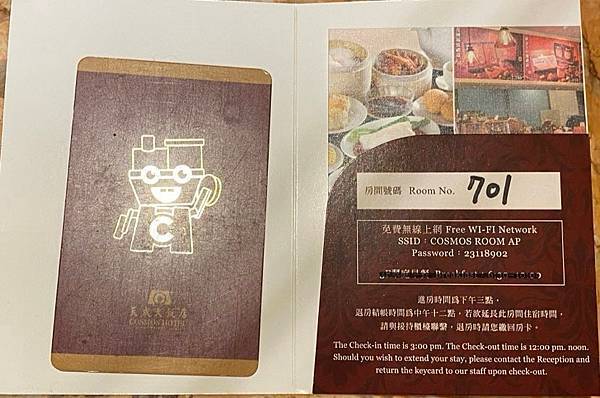 C
天成大飯店
COSMOS HOTEL
房間號碼 Room No. 701
免費無線上網 Free WI-FI Network
SSID：COSMOS ROOM AP
Password：23118902
進房時間爲下午三點，
退房結帳時間爲中午十二點。若欲延長此房間住宿時間，
請與接待櫃檯聯繫，退房時請您繳回房卡。
The Check-in time is 3:00 pm. The Check-out time is 12:00 pm. noon.
Should you wish to extend your stay, please contact the Reception and
return the keycard to our staff upon check-out.